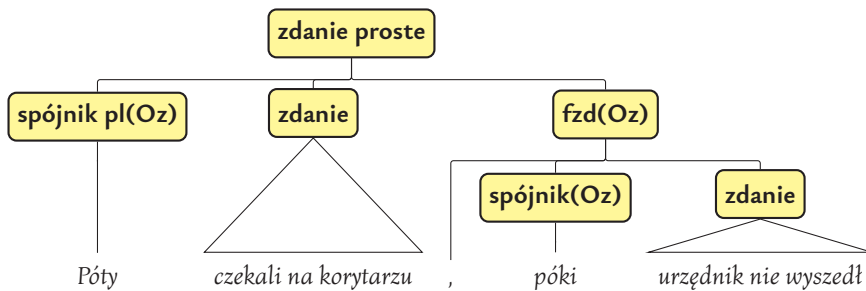 zdanie proste
spójnik pl(Oz) zdanie fzd(Oz)
spójnik(Oz) zdanie
Póty czekali na korytarzu , póki urzędnik nie wyszedł